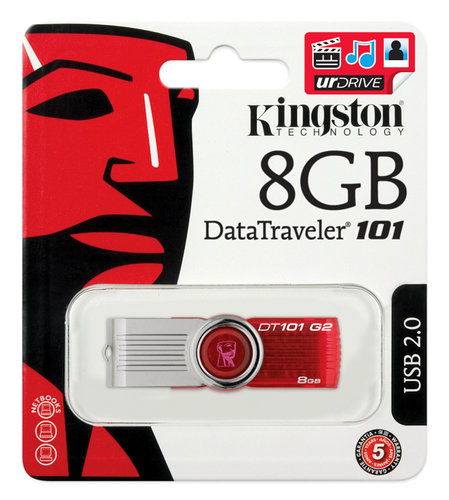 urDRIVE
Kingston®
TECHNOLOGY
8GB
DataTraveler® 101
DT101 G2
8GB
USB 2.0
NETBOOKS
5